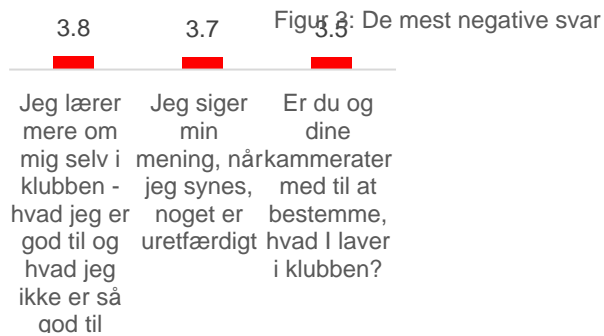 Figur 3: De mest negative svar
3.8
3.7
3.5
Jeg lærer
mere om
mig selv i
klubben -
hvad jeg er
god til og
hvad jeg
ikke er så
god til
Jeg siger
min
mening, når
jeg synes,
noget er
uretfærdigt
Er du og
dine
kammerater
med til at
bestemme,
hvad I laver
i klubben?